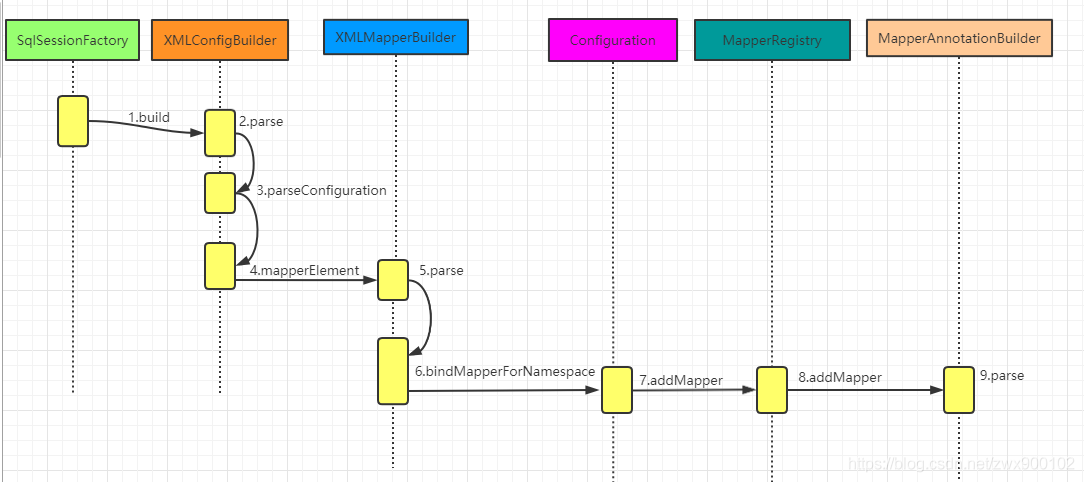 SqlSessionFactory
XMLConfigBuilder
XMLMapperBuilder
Configuration
MapperRegistry
MapperAnnotationBuilder
1.build
2.parse
3.parseConfiguration
4.mapperElement
5.parse
6.bindMapperForNamespace
7.addMapper
8.addMapper
9.parse
https://blog.csdn.net/zwx900102